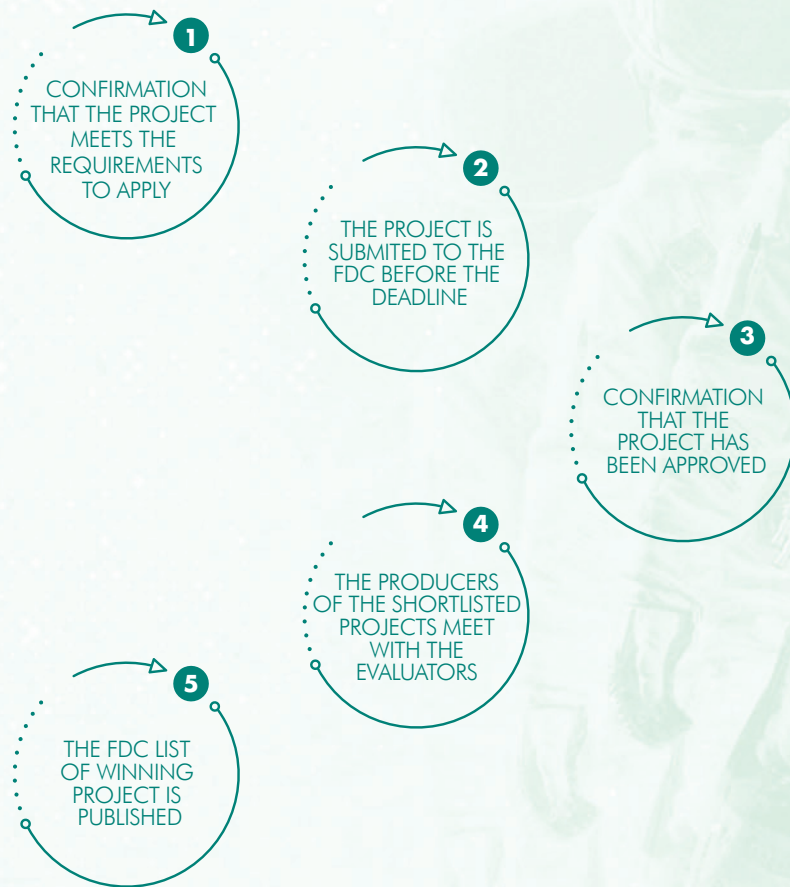 1
CONFIRMATION
THAT THE PROJECT
MEETS THE
REQUIREMENTS
TO APPLY
2
THE PROJECT IS
SUBMITED TO THE
FDC BEFORE THE
DEADLINE
3
CONFIRMATION
THAT THE
PROJECT HAS
BEEN APPROVED
4
THE PRODUCERS
OF THE SHORTLISTED
PROJECTS MEET
WITH THE
EVALUATORS
5
THE FDC LIST
OF WINNING
PROJECT IS
PUBLISHED